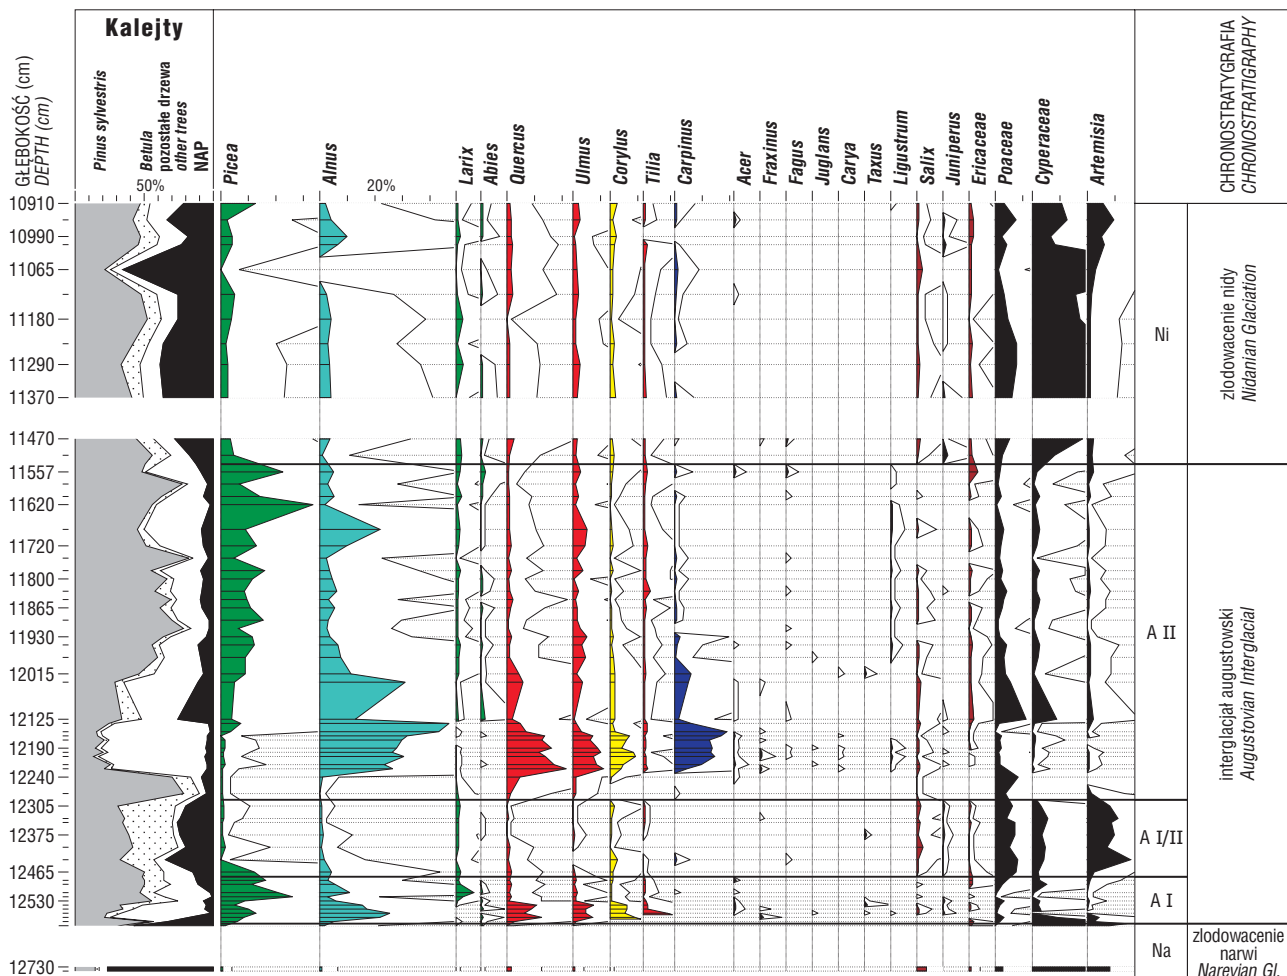 Kalejty
GŁEBOKOŚĆ (cm)
DEPTH (cm)
Pinus sylvestris
Betula
pozostałe drzewa
other trees
NAP
Picea
Alnus
Larix
Abies
Quercus
Ulmus
Corylus
Tilia
Carpinus
Acer
Fraxinus
Fagus
Juglans
Carya
Taxus
Ligustrum
Salix
Juniperus
Ericaceae
Poaceae
Cyperaceae
Artemisia
CHRONOSTRATYGRAFIA
CHRONOSTRATIGRAPHY
50%
20%
10910
10990
11065
11180
11290
11370
11470
11557
11620
11720
11800
11865
11930
12015
12125
12190
12240
12305
12375
12465
12530
12730
Ni
A II
A I/II
A I
Na
zlodowacenie nidy
Nidanian Glaciation
interglacjał augustowski
Augustovian Interglacial
zlodowacenie
narwi
Narevian Gl.